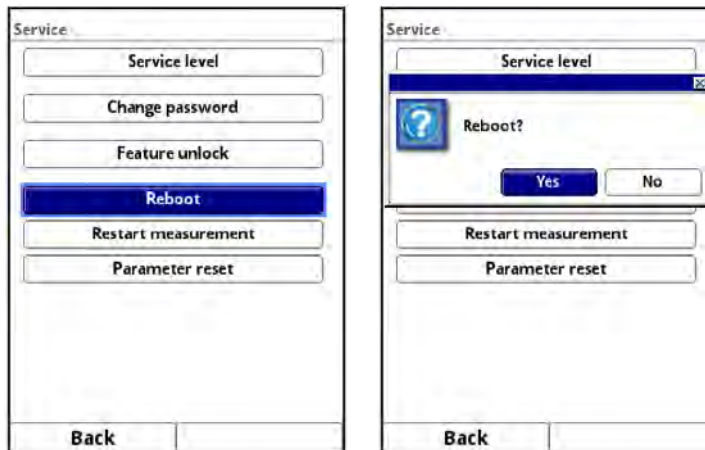 Service
Service level
Change password
Feature unlock
Reboot
Restart measurement
Parameter reset
Back
Service
Service level
Reboot?
Yes No
Restart measurement
Parameter reset
Back